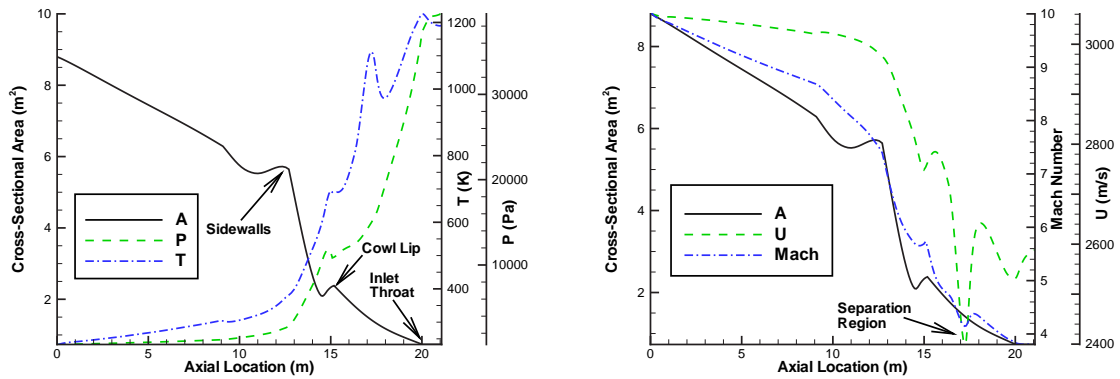 10
8
6
4
2
Cross-Sectional Area (m²)
0
5
10
15
20
Axial Location (m)
A
P
T
Sidewalls
Cowl Lip
Inlet
Throat
1200
1000
800
600
400
T (K)
30000
20000
10000
P (Pa)
8
6
4
2
Cross-Sectional Area (m²)
0
5
10
15
20
Axial Location (m)
A
U
Mach
Separation
Region
10
9
8
7
6
5
4
Mach Number
3000
2800
2600
2400
U (m/s)